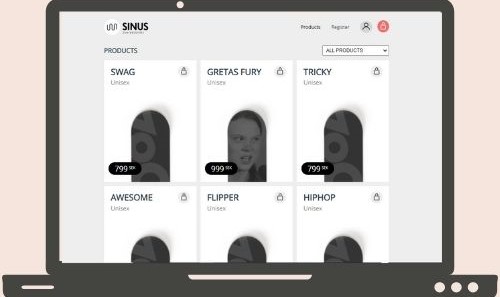 SINUS
Products
Register
PRODUCTS
ALL PRODUCTS
SWAG
Unisex
GRETAS FURY
Unisex
TRICKY
Unisex
799 SEK
999 SEK
799 SEK
AWESOME
Unisex
FLIPPER
Unisex
HIPHOP
Unisex